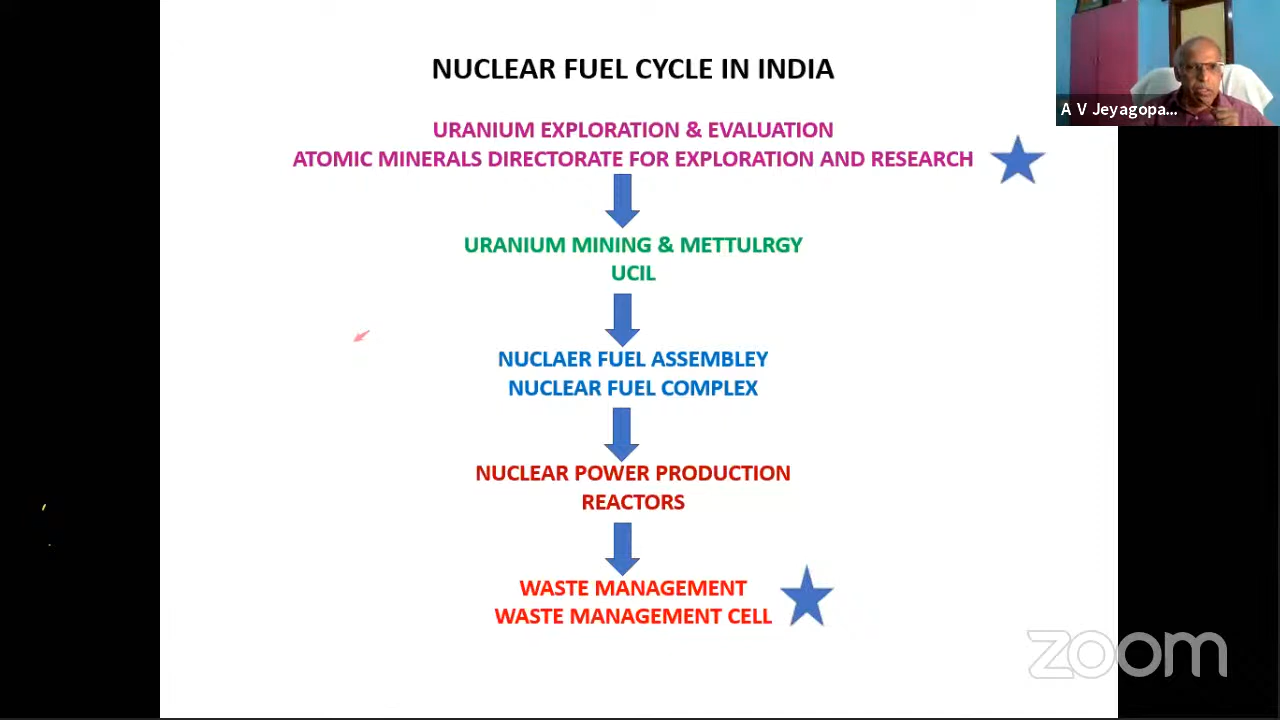 NUCLEAR FUEL CYCLE IN INDIA
A V Jeyagopa...
URANIUM EXPLORATION & EVALUATION
ATOMIC MINERALS DIRECTORATE FOR EXPLORATION AND RESEARCH
URANIUM MINING & METTULRGY
UCIL
NUCLAER FUEL ASSEMBLEY
NUCLEAR FUEL COMPLEX
NUCLEAR POWER PRODUCTION
REACTORS
WASTE MANAGEMENT
WASTE MANAGEMENT CELL
zoom